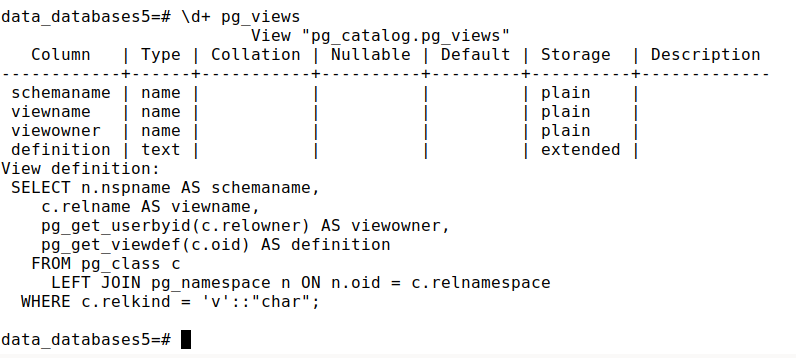 data_databases5=# \d+ pg_views
                         View "pg_catalog.pg_views"
   Column   | Type | Collation | Nullable | Default | Storage  | Description
------------+------+-----------+----------+---------+----------+-------------
 schemaname | name |           |          |         | plain    |
 viewname   | name |           |          |         | plain    |
 viewowner  | name |           |          |         | plain    |
 definition | text |           |          |         | extended |
View definition:
 SELECT n.nspname AS schemaname,
    c.relname AS viewname,
    pg_get_userbyid(c.relowner) AS viewowner,
    pg_get_viewdef(c.oid) AS definition
   FROM pg_class c
     LEFT JOIN pg_namespace n ON n.oid = c.relnamespace
  WHERE c.relkind = 'v'::"char";
data_databases5=#